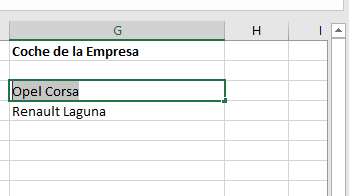 G H I
Coche de la Empresa
Opel Corsa
Renault Laguna